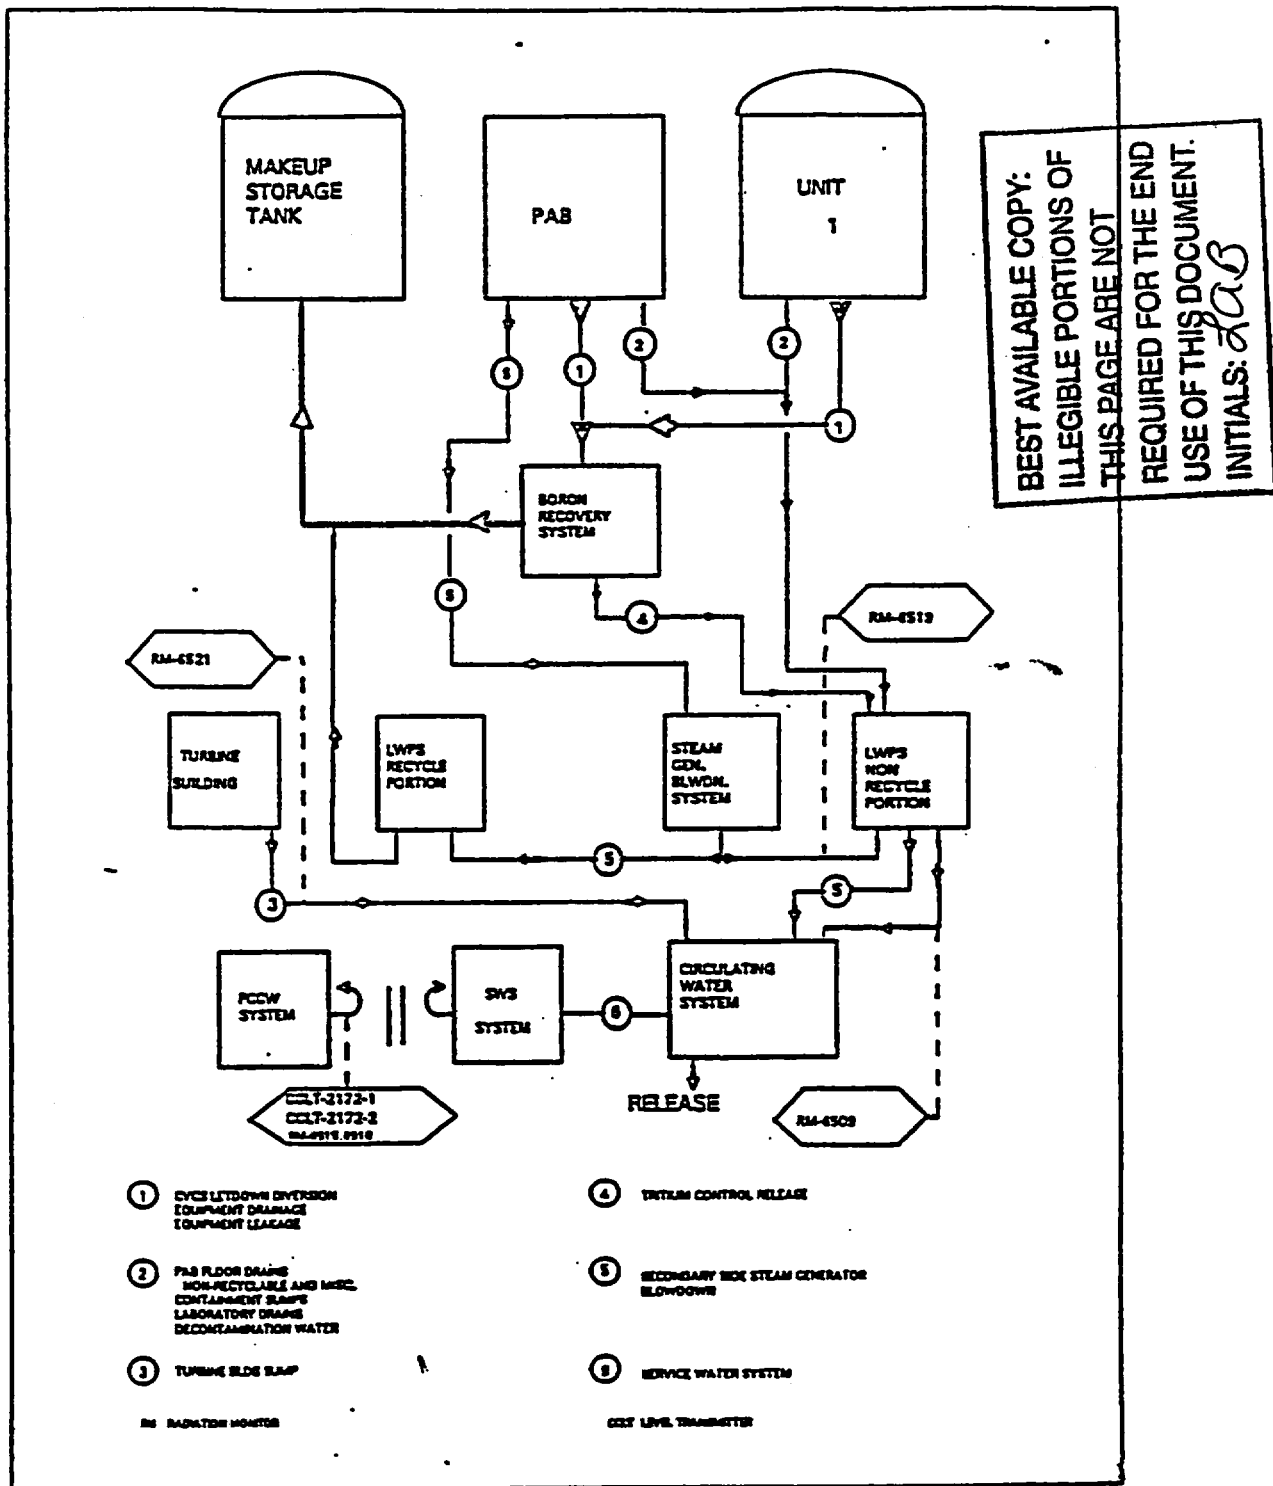 MAKEUP
STORAGE
TANK
PAB
UNIT
1
BEST AVAILABLE COPY:
ILLEGIBLE PORTIONS OF
THIS PAGE ARE NOT
REQUIRED FOR THE END
USE OF THIS DOCUMENT.
INITIALS:
2
2
5
1
1
BORON
RECOVERY
SYSTEM
5
4
RM-6519
RM-6521
TURBINE
BUILDING
LWPS
RECYCLE
PORTION
STEAM
GEN.
BLWDN.
SYSTEM
LWPS
NON
RECYCLE
PORTION
5
5
3
PCCW
SYSTEM
SWS
SYSTEM
6
CIRCULATING
WATER
SYSTEM
RELEASE
CCLT-2172-1
CCLT-2172-2
RM-6509
1 CVCS LETDOWN DIVERSION
EQUIPMENT DRAINAGE
EQUIPMENT LEAKAGE
2 PAB FLOOR DRAINS
NON-RECYCLABLE AND MISC.
CONTAINMENT SUMPS
LABORATORY DRAINS
DECONTAMINATION WATER
3 TURBINE BLDG SUMP
RM RADIATION MONITOR
4 TRITIUM CONTROL RELEASE
5 SECONDARY SIDE STEAM GENERATOR
BLOWDOWN
6 SERVICE WATER SYSTEM
CCLT LEVEL TRANSMITTER